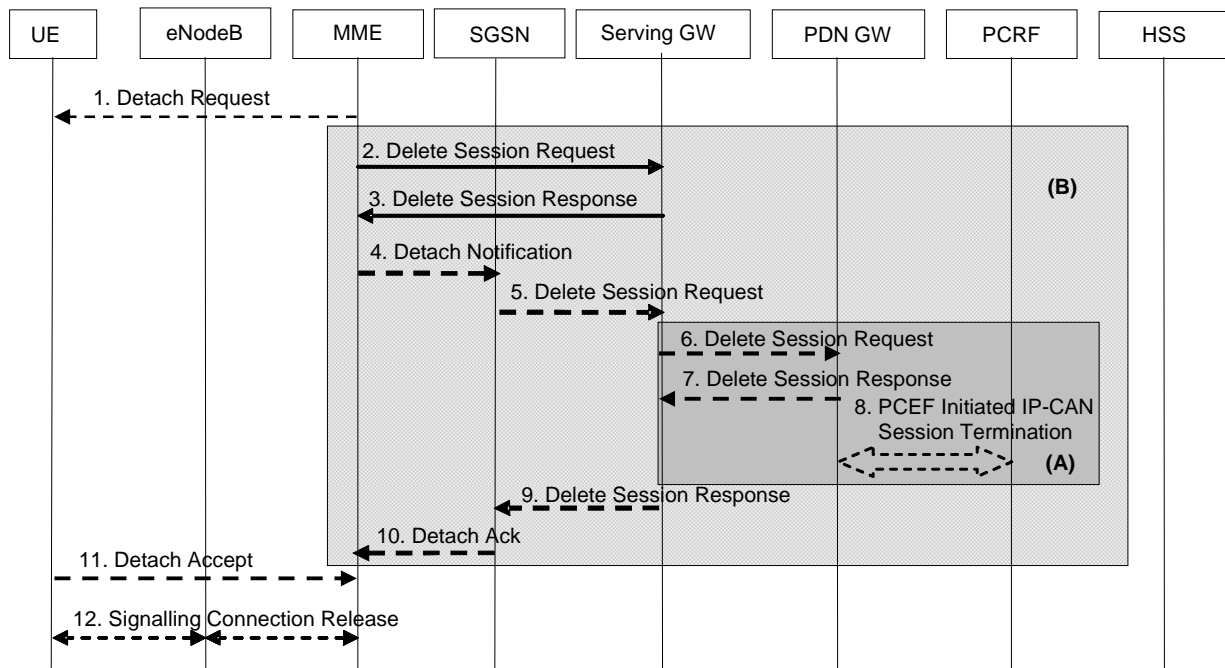 UE
eNodeB
MME
SGSN
Serving GW
PDN GW
PCRF
HSS
1. Detach Request
2. Delete Session Request
(B)
3. Delete Session Response
4. Detach Notification
5. Delete Session Request
6. Delete Session Request
7. Delete Session Response
8. PCEF Initiated IP-CAN
Session Termination
(A)
9. Delete Session Response
10. Detach Ack
11. Detach Accept
12. Signalling Connection Release